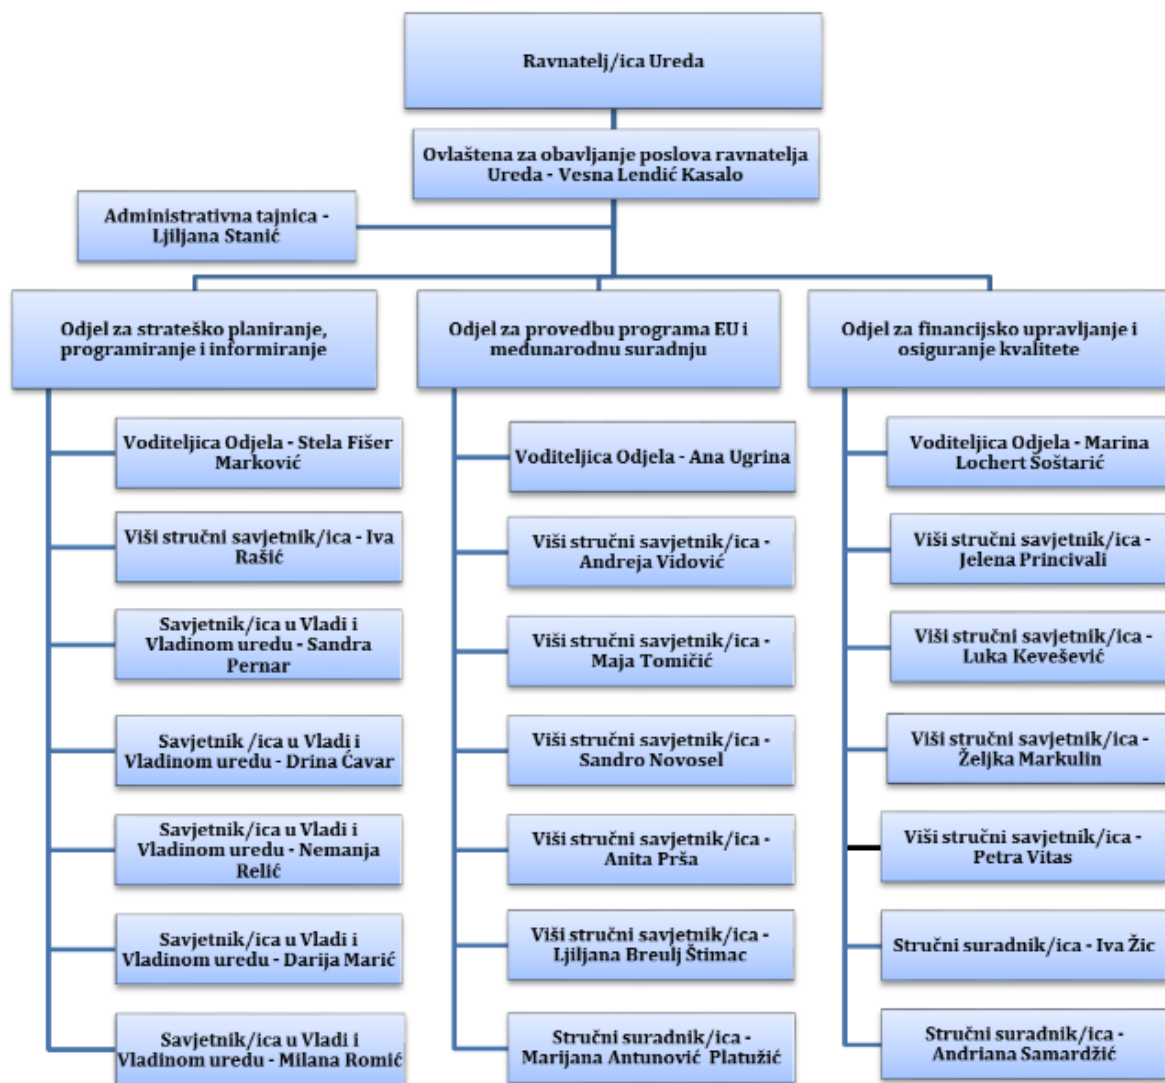 Ravnatelj/ica Ureda
Ovlaštena za obavljanje poslova ravnatelja
Ureda - Vesna Lendić Kasalo
Administrativna tajnica -
Ljiljana Stanić
Odjel za strateško planiranje,
programiranje i informiranje
Voditeljica Odjela - Stela Fišer
Marković
Viši stručni savjetnik/ica - Iva
Rašić
Savjetnik/ica u Vladi i
Vladinom uredu - Sandra
Pernar
Savjetnik /ica u Vladi i
Vladinom uredu - Drina Ćavar
Savjetnik/ica u Vladi i
Vladinom uredu - Nemanja
Relić
Savjetnik/ica u Vladi i
Vladinom uredu - Darija Marić
Savjetnik/ica u Vladi i
Vladinom uredu - Milana Romić
Odjel za provedbu programa EU i
međunarodnu suradnju
Voditeljica Odjela - Ana Ugrina
Viši stručni savjetnik/ica -
Andreja Vidović
Viši stručni savjetnik/ica -
Maja Tomičić
Viši stručni savjetnik/ica -
Sandro Novosel
Viši stručni savjetnik/ica -
Anita Prša
Viši stručni savjetnik/ica -
Ljiljana Breulj Štimac
Stručni suradnik/ica -
Marijana Antunović Platužić
Odjel za financijsko upravljanje i
osiguranje kvalitete
Voditeljica Odjela - Marina
Lochert Šoštarić
Viši stručni savjetnik/ica -
Jelena Princivali
Viši stručni savjetnik/ica -
Luka Kevešević
Viši stručni savjetnik/ica -
Željka Markulin
Viši stručni savjetnik/ica -
Petra Vitas
Stručni suradnik/ica - Iva Žic
Stručni suradnik/ica -
Andriana Samardžić